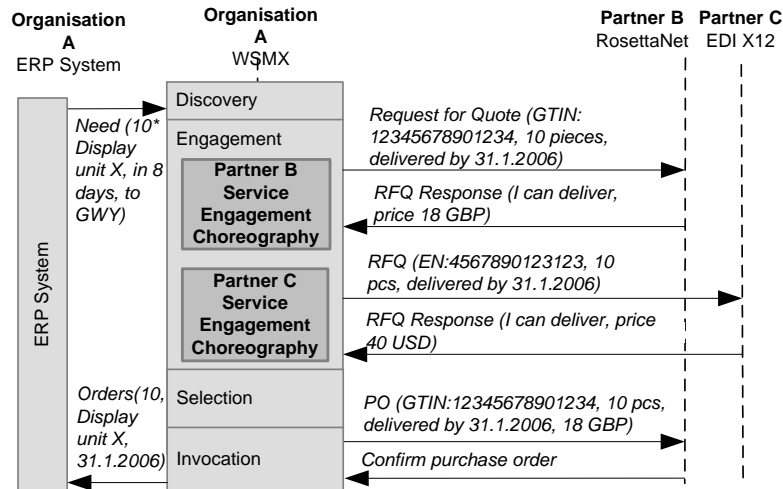 Organisation
A
ERP System
Organisation
A
WSMX
Partner B
RosettaNet
Partner C
EDI X12
Discovery
Need (10*
Display
unit X, in 8
days, to
GWY)
Engagement
Request for Quote (GTIN:
12345678901234, 10 pieces,
delivered by 31.1.2006)
Partner B
Service
Engagement
Choreography
RFQ Response (I can deliver,
price 18 GBP)
RFQ (EN:4567890123123, 10
pcs, delivered by 31.1.2006)
Partner C
Service
Engagement
Choreography
RFQ Response (I can deliver, price
40 USD)
ERP System
Selection
Orders(10,
Display
unit X,
31.1.2006)
PO (GTIN:12345678901234, 10 pcs,
delivered by 31.1.2006, 18 GBP)
Invocation
Confirm purchase order